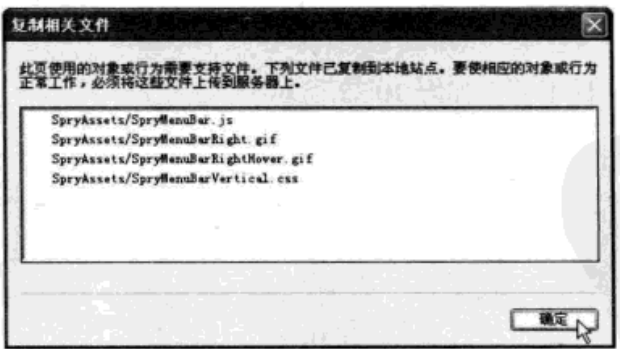 复制相关文件
此页使用的对象或行为需要支持文件。下列文件已复制到本地站点。要使相应的对象或行为
正常工作，必须将这些文件上传到服务器上。
SpryAssets/SpryMenuBar.js
SpryAssets/SpryMenuBarRight.gif
SpryAssets/SpryMenuBarRightHover.gif
SpryAssets/SpryMenuBarVertical.css
确定